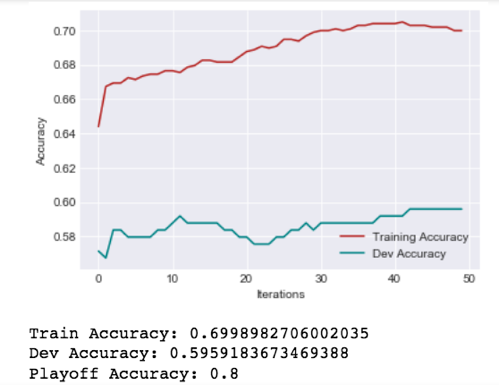 0.70
0.68
0.66
0.64
0.62
0.60
0.58
Accuracy
Training Accuracy
Dev Accuracy
0 10 20 30 40 50
Iterations
Train Accuracy: 0.6998982706002035
Dev Accuracy: 0.5959183673469388
Playoff Accuracy: 0.8